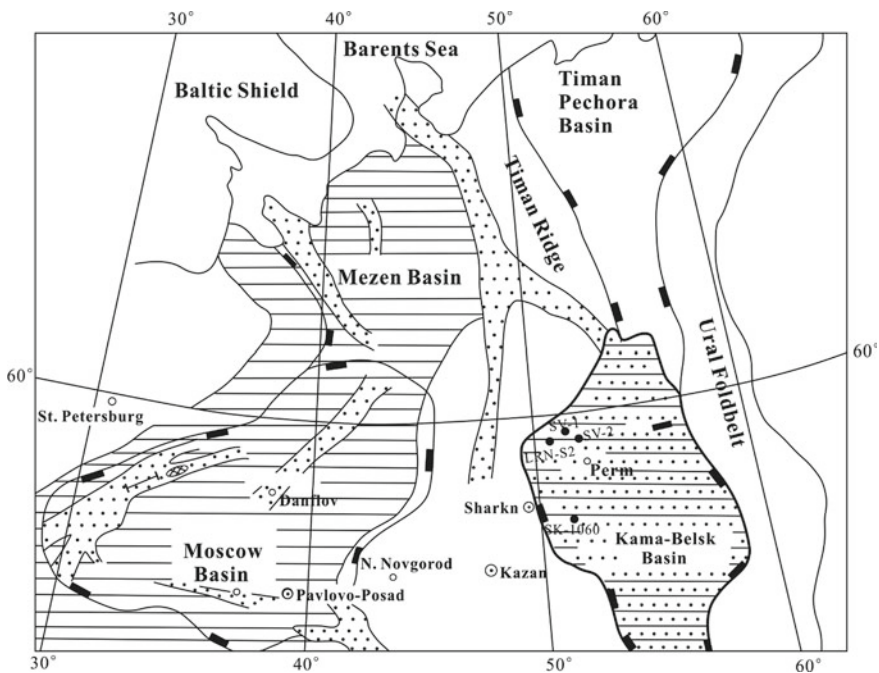 30°
40°
50°
60°
Barents Sea
Baltic Shield
Timan
Pechora
Basin
Timan Ridge
Mezen Basin
Ural Foldbelt
60°
60°
St. Petersburg
SV-1
SV-2
LRN-S2
Perm
Danflov
Sharkn
SK-1060
Kama-Belsk
Basin
Moscow
Basin
N. Novgorod
Kazan
Pavlovo-Posad
30°
40°
50°
60°